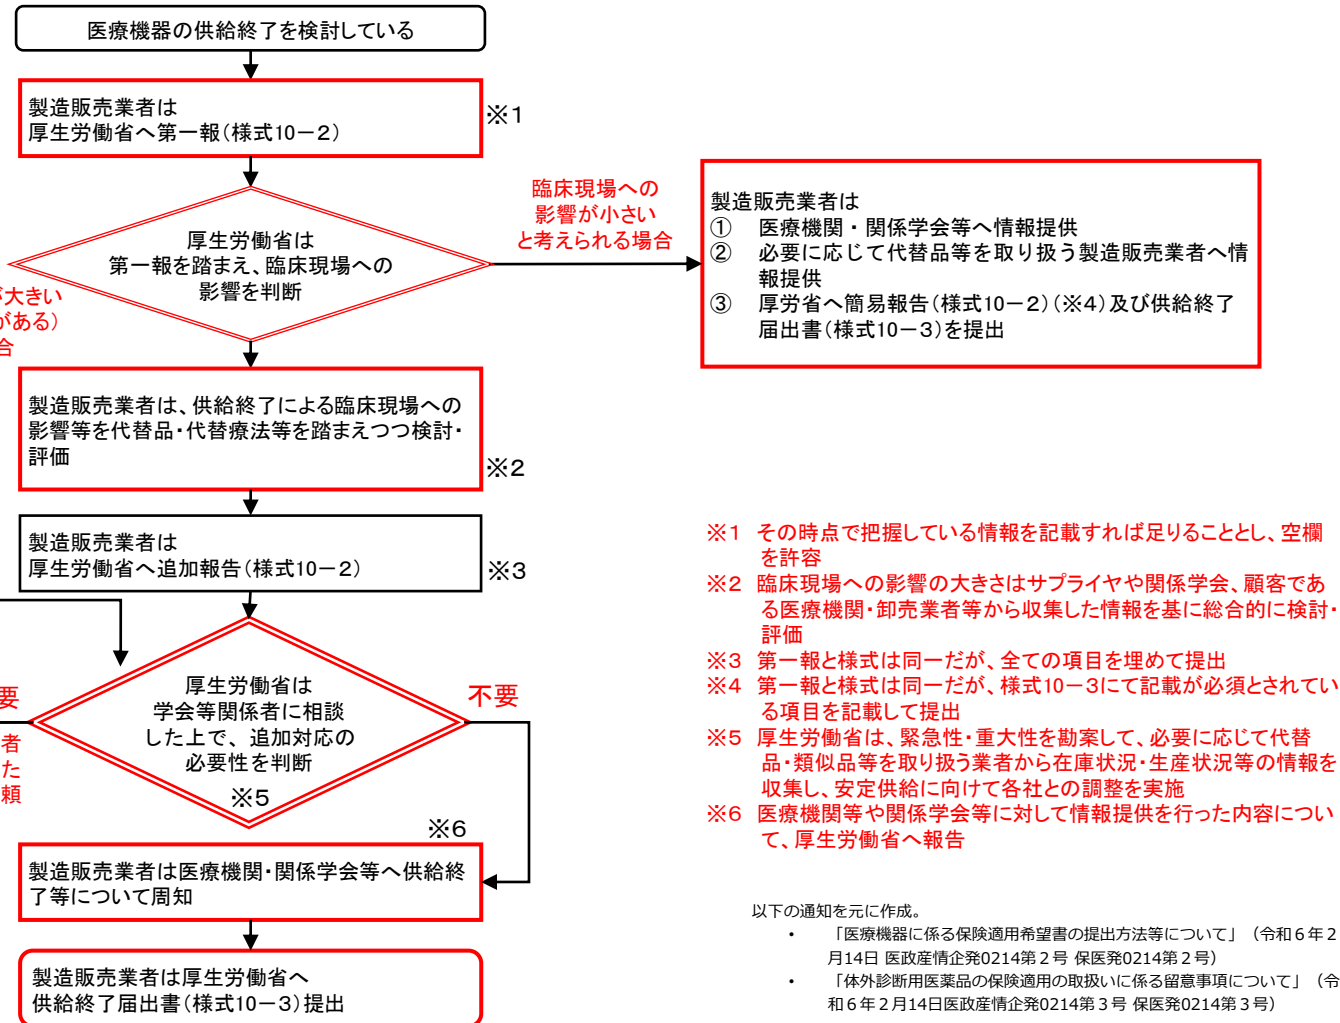 医療機器の供給終了を検討している
製造販売業者は
厚生労働省へ第一報(様式10－2)
※1
厚生労働省は
第一報を踏まえ、臨床現場への
影響を判断
臨床現場への
影響が小さい
と考えられる場合
製造販売業者は
① 医療機関・関係学会等へ情報提供
② 必要に応じて代替品等を取り扱う製造販売業者へ情
報提供
③ 厚労省へ簡易報告(様式10－2)(※4)及び供給終了
届出書(様式10－3)を提出
が大きい
がある)
合
製造販売業者は、供給終了による臨床現場への
影響等を代替品・代替療法等を踏まえつつ検討・
評価
※2
製造販売業者は
厚生労働省へ追加報告(様式10－2)
※3
厚生労働省は
学会等関係者に相談
した上で、追加対応の
必要性を判断
※5
要
者
た
頼
不要
※6
製造販売業者は医療機関・関係学会等へ供給終
了等について周知
製造販売業者は厚生労働省へ
供給終了届出書(様式10－3)提出
※1 その時点で把握している情報を記載すれば足りることとし、空欄
を許容
※2 臨床現場への影響の大きさはサプライヤや関係学会、顧客であ
る医療機関・卸売業者等から収集した情報を基に総合的に検討・
評価
※3 第一報と様式は同一だが、全ての項目を埋めて提出
※4 第一報と様式は同一だが、様式10－3にて記載が必須とされてい
る項目を記載して提出
※5 厚生労働省は、緊急性・重大性を勘案して、必要に応じて代替
品・類似品等を取り扱う業者から在庫状況・生産状況等の情報を
収集し、安定供給に向けて各社との調整を実施
※6 医療機関等や関係学会等に対して情報提供を行った内容につい
て、厚生労働省へ報告
以下の通知を元に作成。
• 「医療機器に係る保険適用希望書の提出方法等について」（令和６年２
月14日 医政産情企発0214第２号 保医発0214第２号）
• 「体外診断用医薬品の保険適用の取扱いに係る留意事項について」（令
和６年２月14日医政産情企発0214第３号 保医発0214第３号）